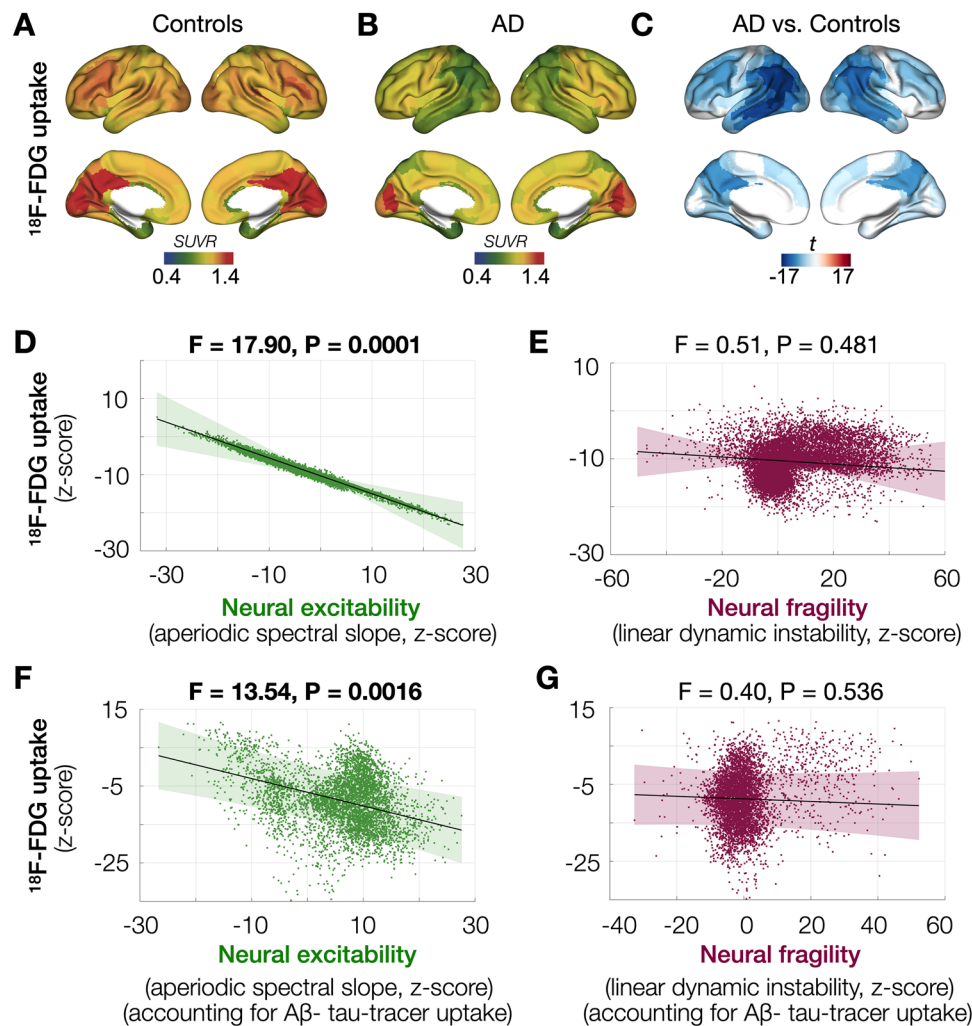 A Controls
B AD
C AD vs. Controls
18F-FDG uptake
SUVR
0.4 1.4
SUVR
0.4 1.4
t
-17 17
D F = 17.90, P = 0.0001
18F-FDG uptake
(z-score)
10
-10
-30
-30 -10 10 30
Neural excitability
(aperiodic spectral slope, z-score)
E F = 0.51, P = 0.481
10
-10
-30
-60 -20 20 60
Neural fragility
(linear dynamic instability, z-score)
F F = 13.54, P = 0.0016
18F-FDG uptake
(z-score)
15
-5
-25
-30 -10 10 30
Neural excitability
(aperiodic spectral slope, z-score)
(accounting for Aβ- tau-tracer uptake)
G F = 0.40, P = 0.536
15
-5
-25
-40 -20 0 20 40 60
Neural fragility
(linear dynamic instability, z-score)
(accounting for Aβ- tau-tracer uptake)